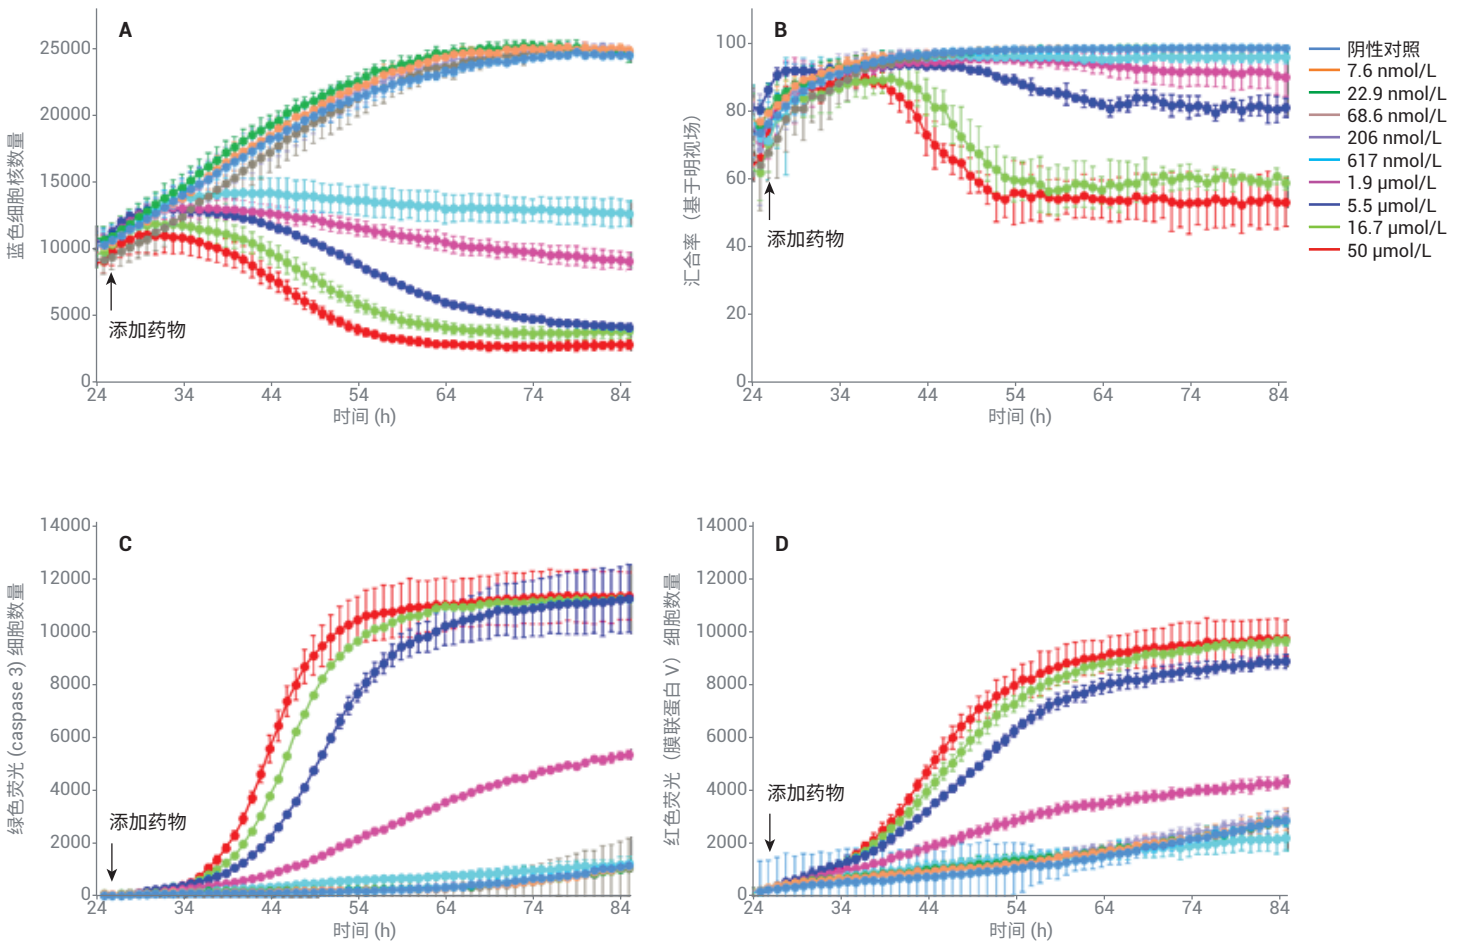 A
蓝色细胞核数量
25000
20000
15000
10000
5000
0
添加药物
24 34 44 54 64 74 84
时间 (h)
B
汇合率 （基于明视场）
100
80
60
40
20
0
添加药物
24 34 44 54 64 74 84
时间 (h)
阴性对照
7.6 nmol/L
22.9 nmol/L
68.6 nmol/L
206 nmol/L
617 nmol/L
1.9 µmol/L
5.5 µmol/L
16.7 µmol/L
50 µmol/L
C
绿色荧光 (caspase 3) 细胞数量
14000
12000
10000
8000
6000
4000
2000
0
添加药物
24 34 44 54 64 74 84
时间 (h)
D
红色荧光（膜联蛋白 V）细胞数量
14000
12000
10000
8000
6000
4000
2000
0
添加药物
24 34 44 54 64 74 84
时间 (h)